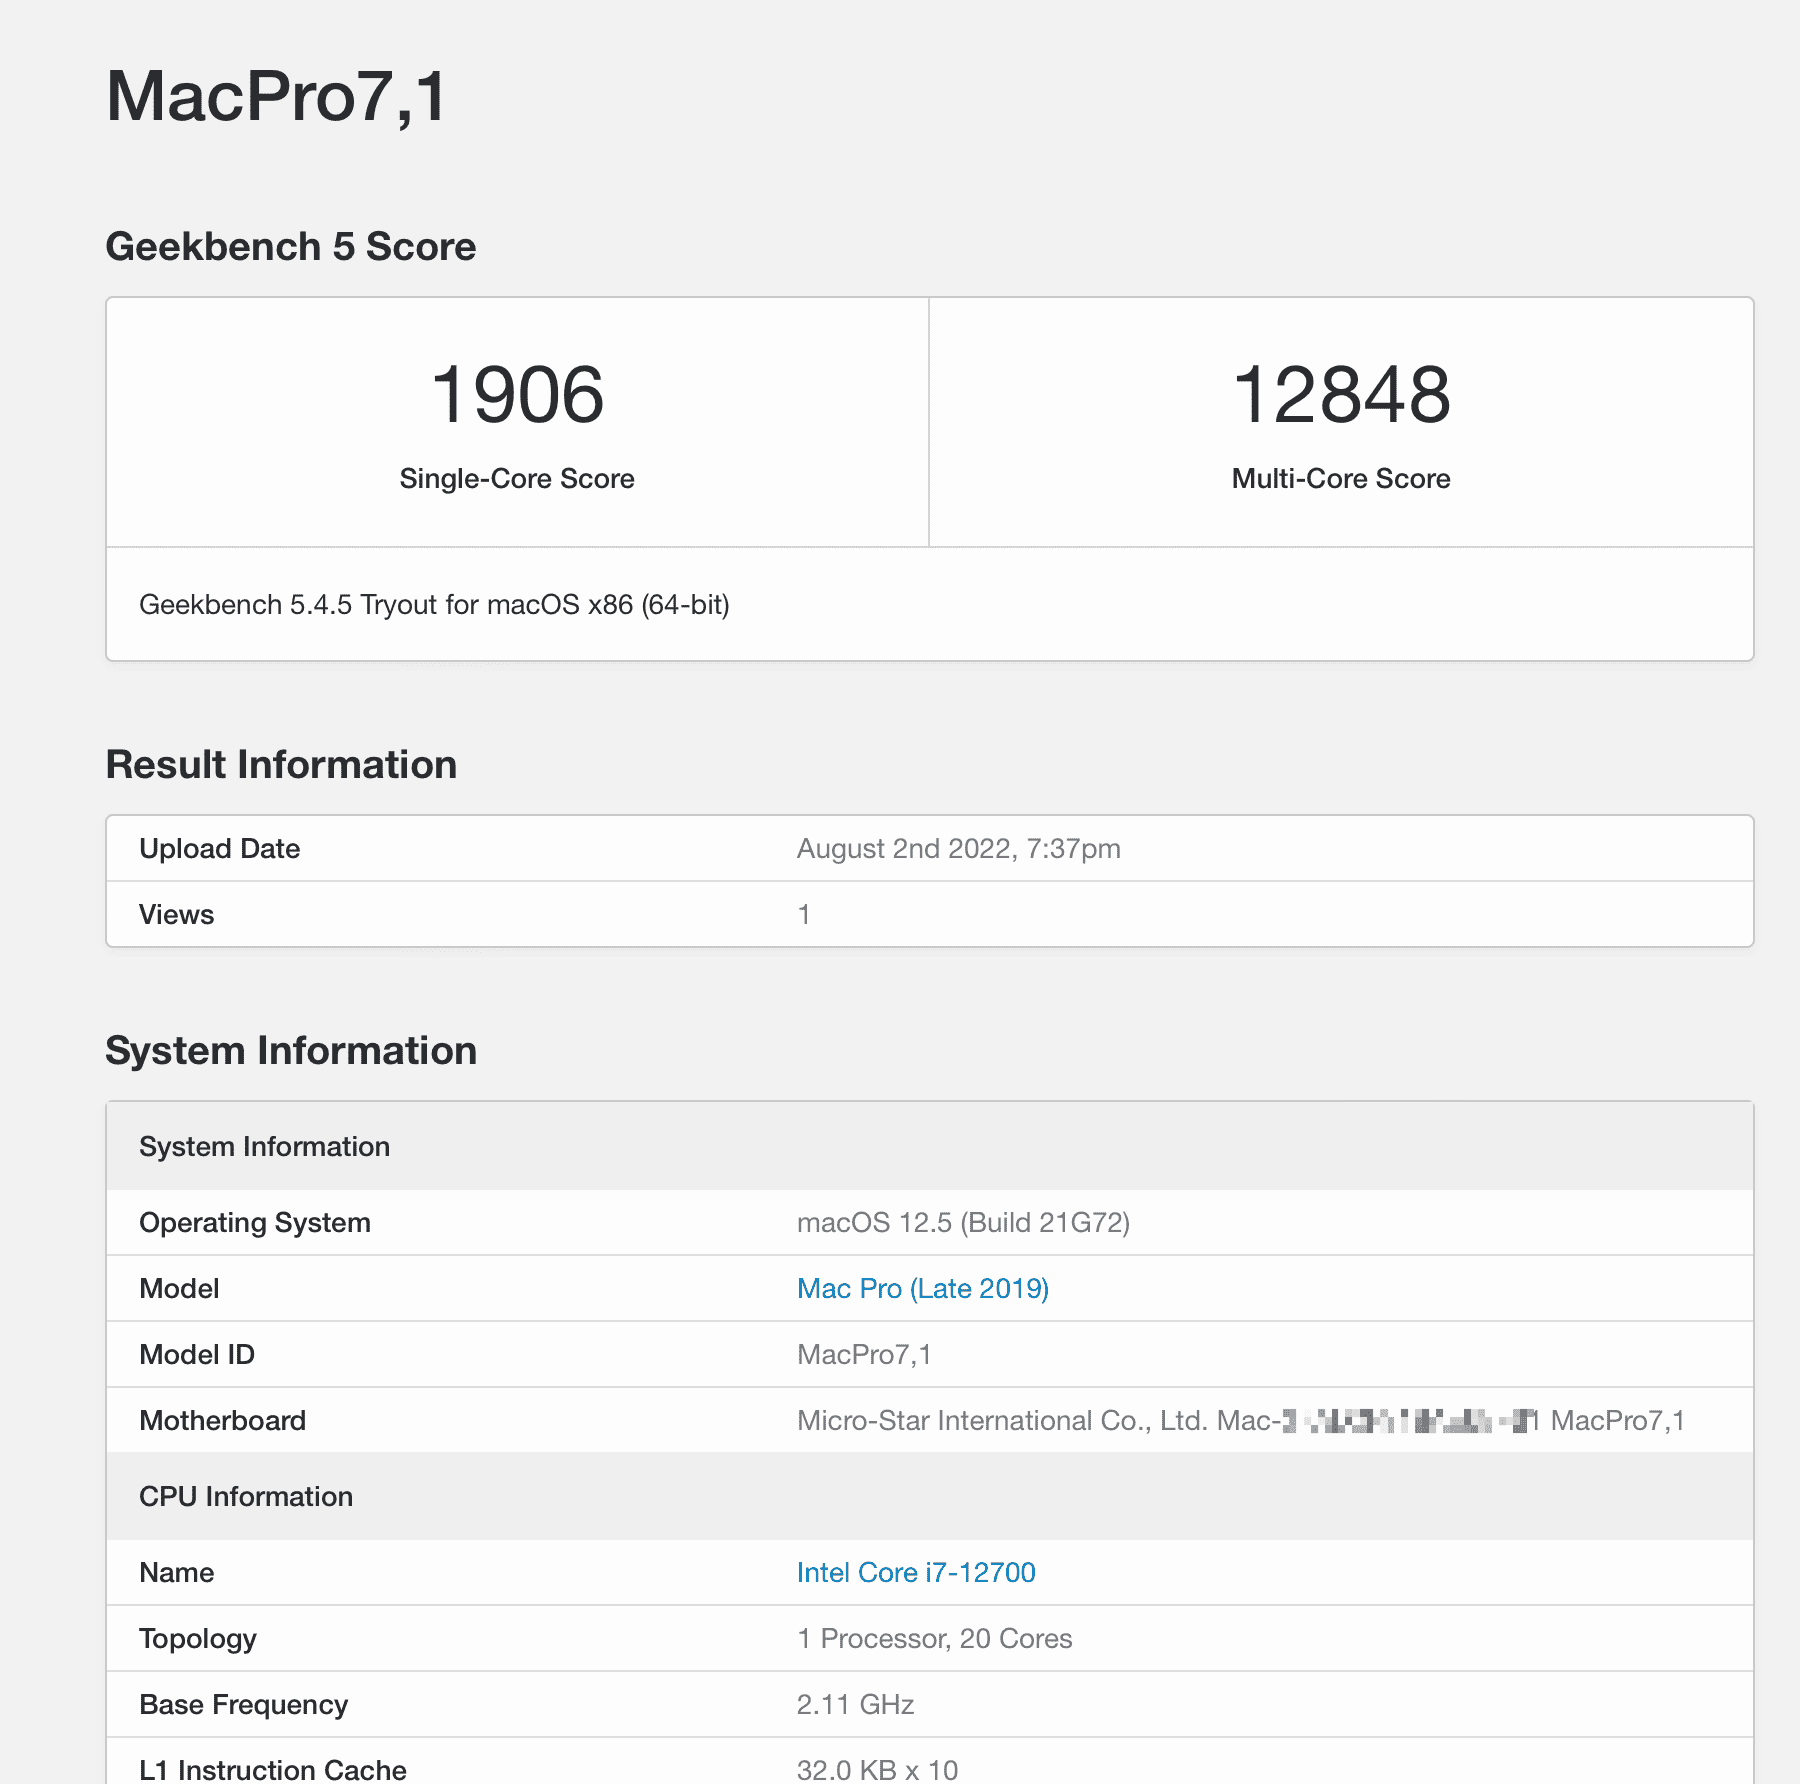 MacPro7,1
Geekbench 5 Score
1906
Single-Core Score
12848
Multi-Core Score
Geekbench 5.4.5 Tryout for macOS x86 (64-bit)
Result Information
Upload Date August 2nd 2022, 7:37pm
Views 1
System Information
System Information
Operating System macOS 12.5 (Build 21G72)
Model Mac Pro (Late 2019)
Model ID MacPro7,1
Motherboard Micro-Star International Co., Ltd. Mac- MacPro7,1
CPU Information
Name Intel Core i7-12700
Topology 1 Processor, 20 Cores
Base Frequency 2.11 GHz
L1 Instruction Cache 32.0 KB x 10